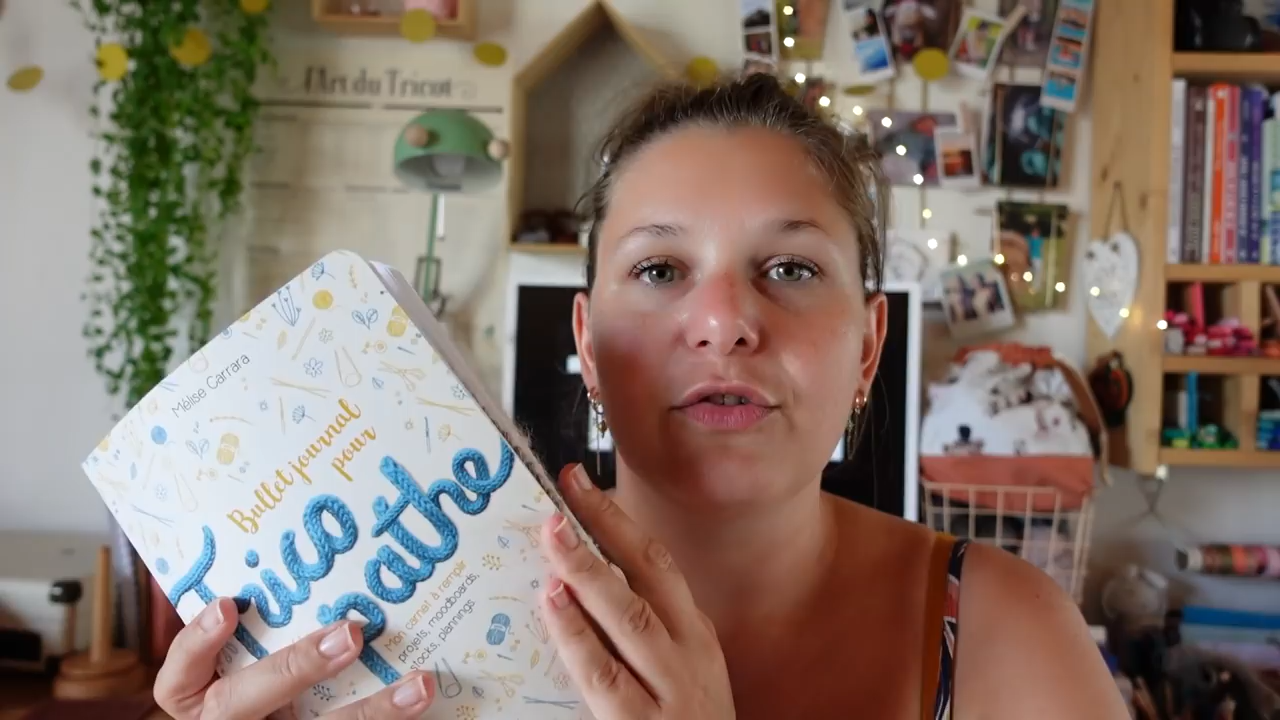 l'Art du Tricot
Mélise Carrara
Bullet journal
pour
Trico
pathe
Mon carnet à remplir
projets, moodboards,
stocks, plannings